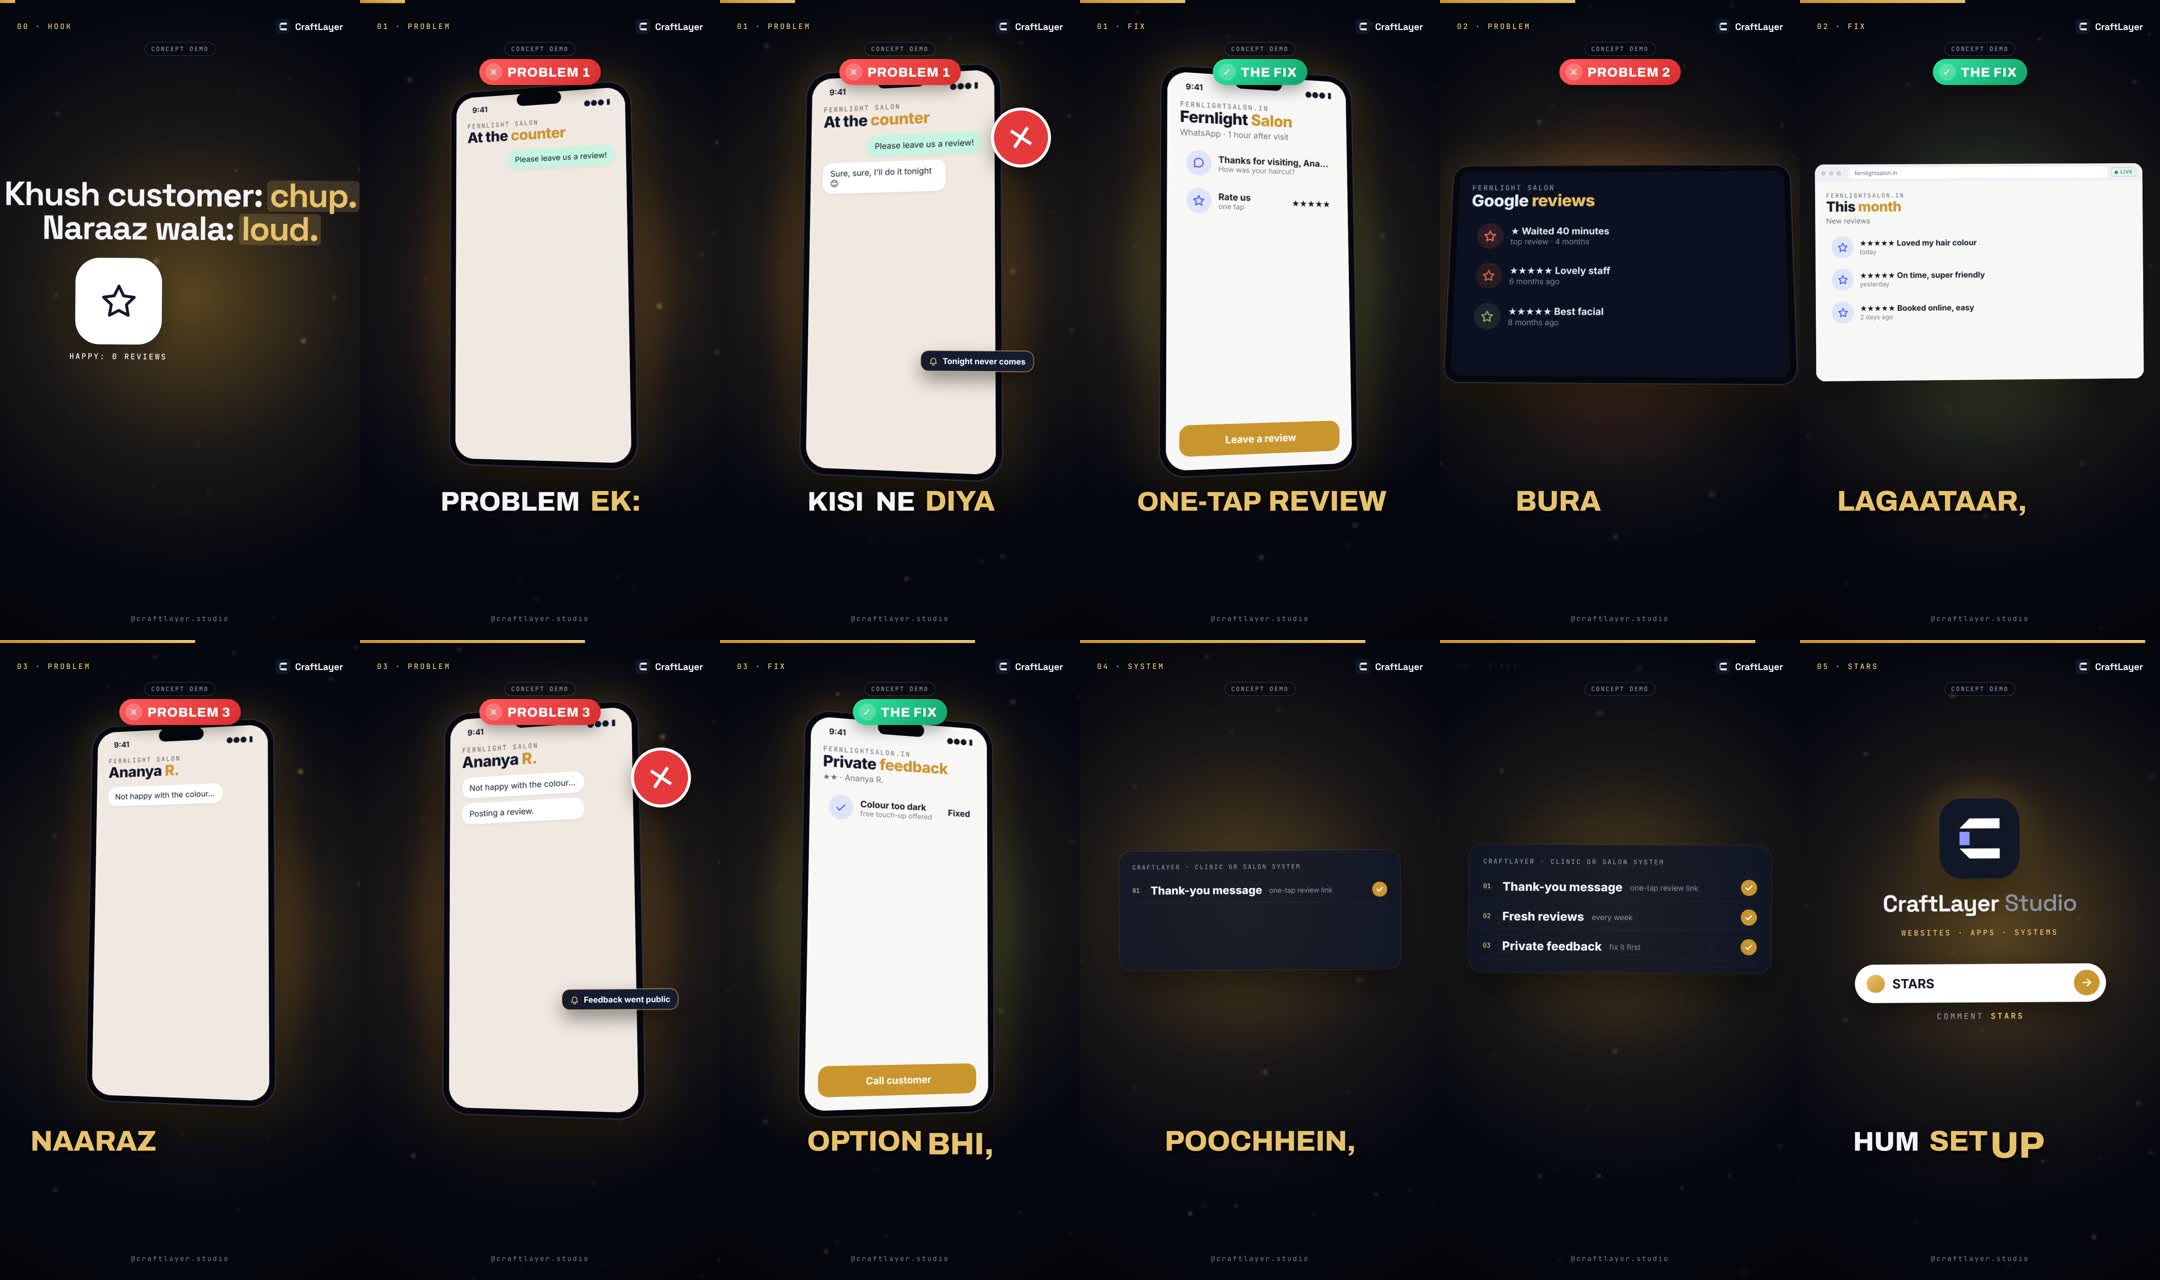 00 · HOOK
CraftLayer
CONCEPT DEMO
Khush customer: chup.
Naraaz wala: loud.
HAPPY: 0 REVIEWS
@craftlayer.studio
01 · PROBLEM
CraftLayer
CONCEPT DEMO
PROBLEM 1
9:41
FERNLIGHT SALON
At the counter
Please leave us a review!
PROBLEM EK:
@craftlayer.studio
01 · PROBLEM
CraftLayer
CONCEPT DEMO
PROBLEM 1
9:41
FERNLIGHT SALON
At the counter
Please leave us a review!
Sure, sure, I'll do it tonight
😊
Tonight never comes
KISI NE DIYA
@craftlayer.studio
01 · FIX
CraftLayer
CONCEPT DEMO
THE FIX
9:41
FERNLIGHTSALON.IN
Fernlight Salon
WhatsApp · 1 hour after visit
Thanks for visiting, Ana...
How was your haircut?
Rate us ★★★★★
one tap
Leave a review
ONE-TAP REVIEW
@craftlayer.studio
02 · PROBLEM
CraftLayer
CONCEPT DEMO
PROBLEM 2
FERNLIGHT SALON
Google reviews
★ Waited 40 minutes
top review · 4 months
★★★★★ Lovely staff
6 months ago
★★★★★ Best facial
8 months ago
BURA
@craftlayer.studio
02 · FIX
CraftLayer
CONCEPT DEMO
THE FIX
fernlightsalon.in
LIVE
FERNLIGHTSALON.IN
This month
New reviews
★★★★★ Loved my hair colour
today
★★★★★ On time, super friendly
yesterday
★★★★★ Booked online, easy
2 days ago
LAGAATAAR,
@craftlayer.studio
03 · PROBLEM
CraftLayer
CONCEPT DEMO
PROBLEM 3
9:41
FERNLIGHT SALON
Ananya R.
Not happy with the colour...
NAARAZ
@craftlayer.studio
03 · PROBLEM
CraftLayer
CONCEPT DEMO
PROBLEM 3
9:41
FERNLIGHT SALON
Ananya R.
Not happy with the colour...
Posting a review.
Feedback went public
@craftlayer.studio
03 · FIX
CraftLayer
CONCEPT DEMO
THE FIX
9:41
FERNLIGHTSALON.IN
Private feedback
★★ · Ananya R.
Colour too dark
free touch-up offered
Fixed
Call customer
OPTION BHI,
@craftlayer.studio
04 · SYSTEM
CraftLayer
CONCEPT DEMO
CRAFTLAYER · CLINIC OR SALON SYSTEM
01 Thank-you message one-tap review link
POOCHHEIN,
@craftlayer.studio
CraftLayer
CONCEPT DEMO
CRAFTLAYER · CLINIC OR SALON SYSTEM
01 Thank-you message one-tap review link
02 Fresh reviews every week
03 Private feedback fix it first
@craftlayer.studio
05 · STARS
CraftLayer
CONCEPT DEMO
CraftLayer Studio
WEBSITES · APPS · SYSTEMS
STARS
COMMENT STARS
HUM SET UP
@craftlayer.studio